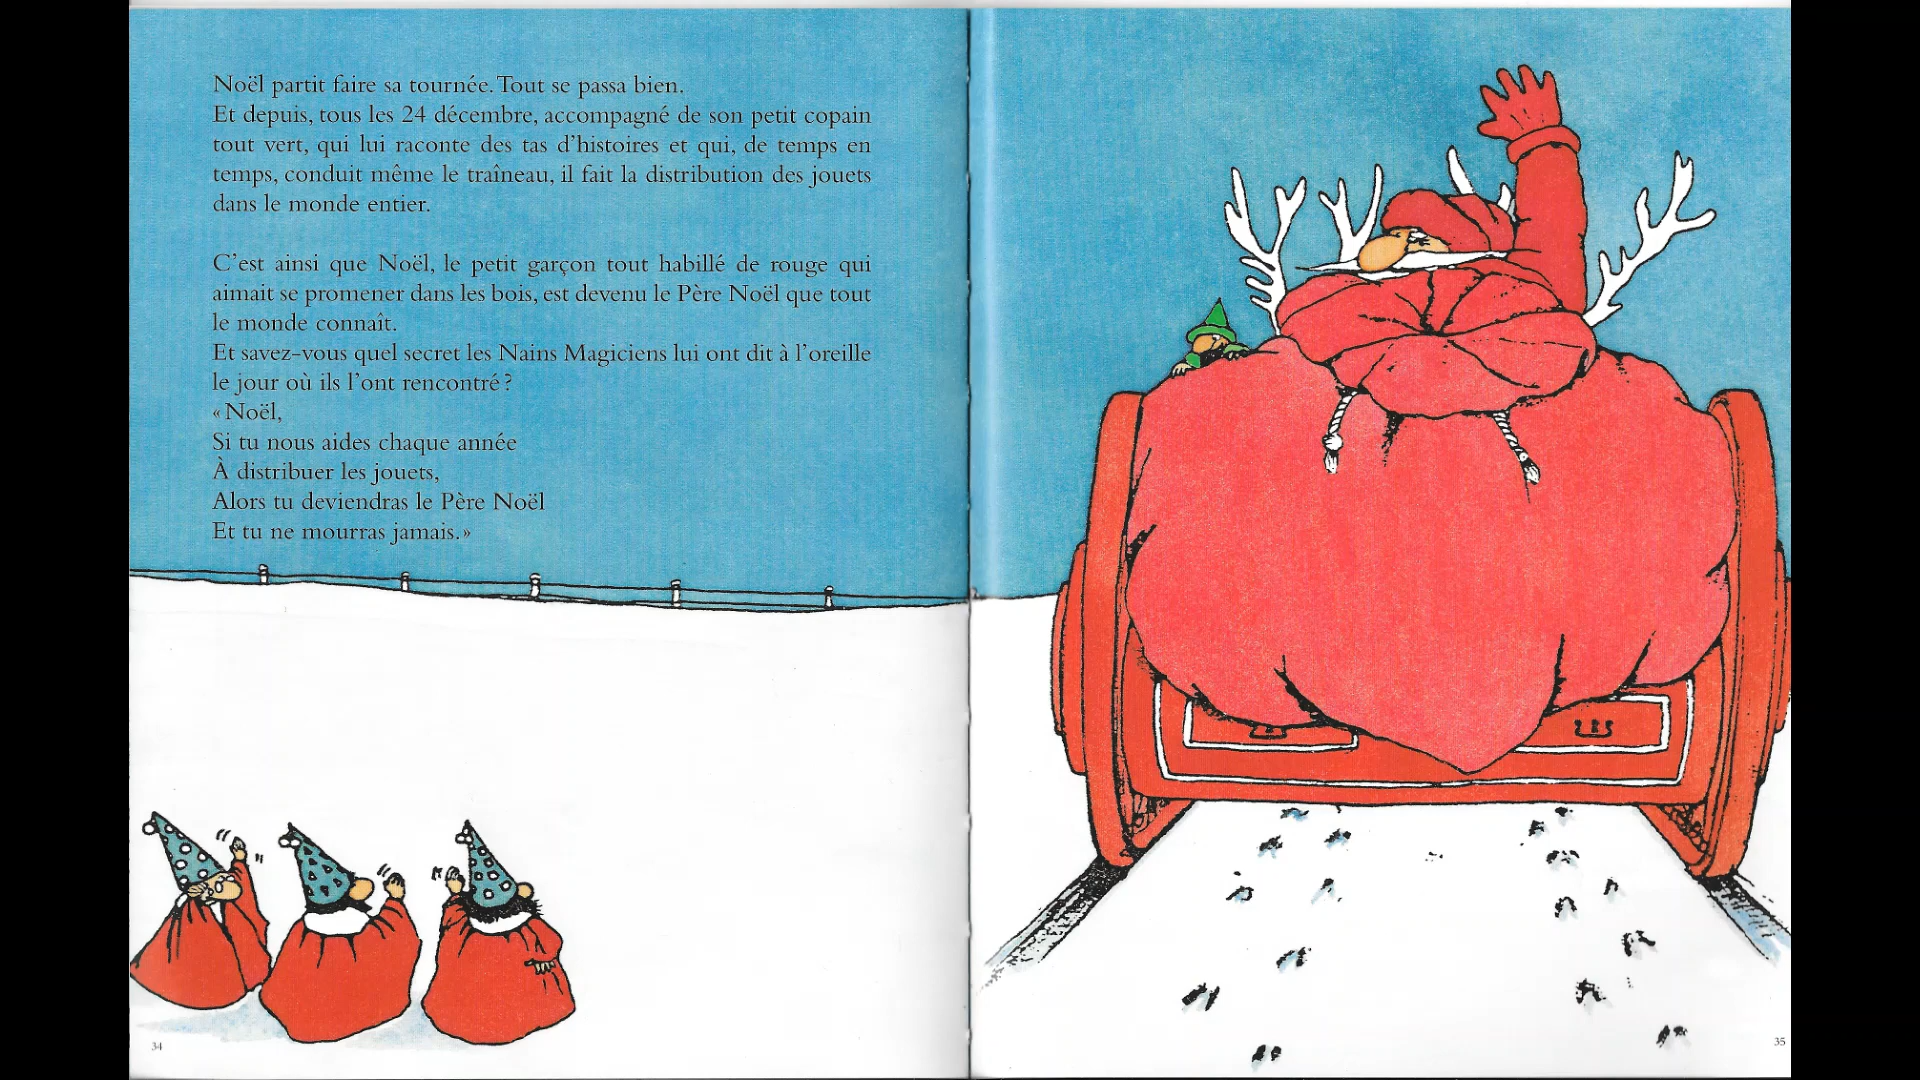 Noël partit faire sa tournée. Tout se passa bien.
Et depuis, tous les 24 décembre, accompagné de son petit copain
tout vert, qui lui raconte des tas d'histoires et qui, de temps en
temps, conduit même le traîneau, il fait la distribution des jouets
dans le monde entier.
C'est ainsi que Noël, le petit garçon tout habillé de rouge qui
aimait se promener dans les bois, est devenu le Père Noël que tout
le monde connaît.
Et savez-vous quel secret les Nains Magiciens lui ont dit à l'oreille
le jour où ils l'ont rencontré ?
« Noël,
Si tu nous aides chaque année
À distribuer les jouets,
Alors tu deviendras le Père Noël
Et tu ne mourras jamais. »
34
35